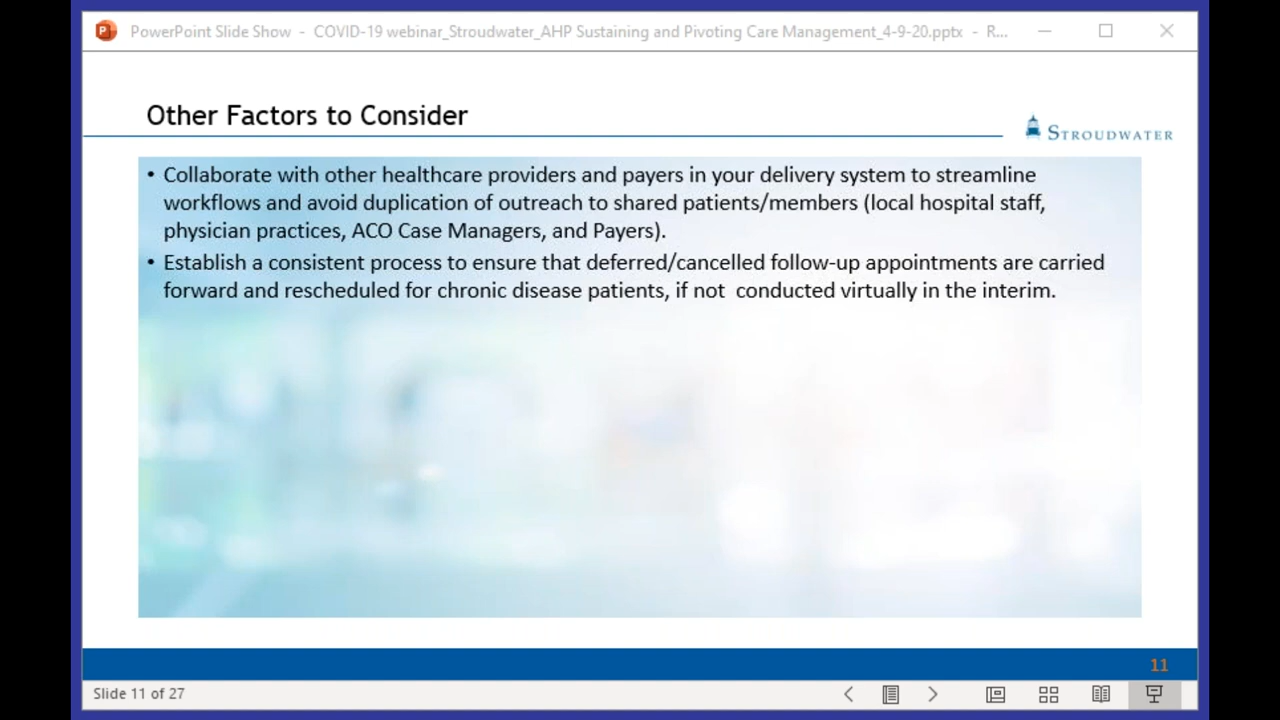 PowerPoint Slide Show - COVID-19 webinar_Stroudwater_AHP Sustaining and Pivoting Care Management_4-9-20.pptx - R...
Other Factors to Consider
STROUDWATER
• Collaborate with other healthcare providers and payers in your delivery system to streamline
workflows and avoid duplication of outreach to shared patients/members (local hospital staff,
physician practices, ACO Case Managers, and Payers).
• Establish a consistent process to ensure that deferred/cancelled follow-up appointments are carried
forward and rescheduled for chronic disease patients, if not  conducted virtually in the interim.
11
Slide 11 of 27